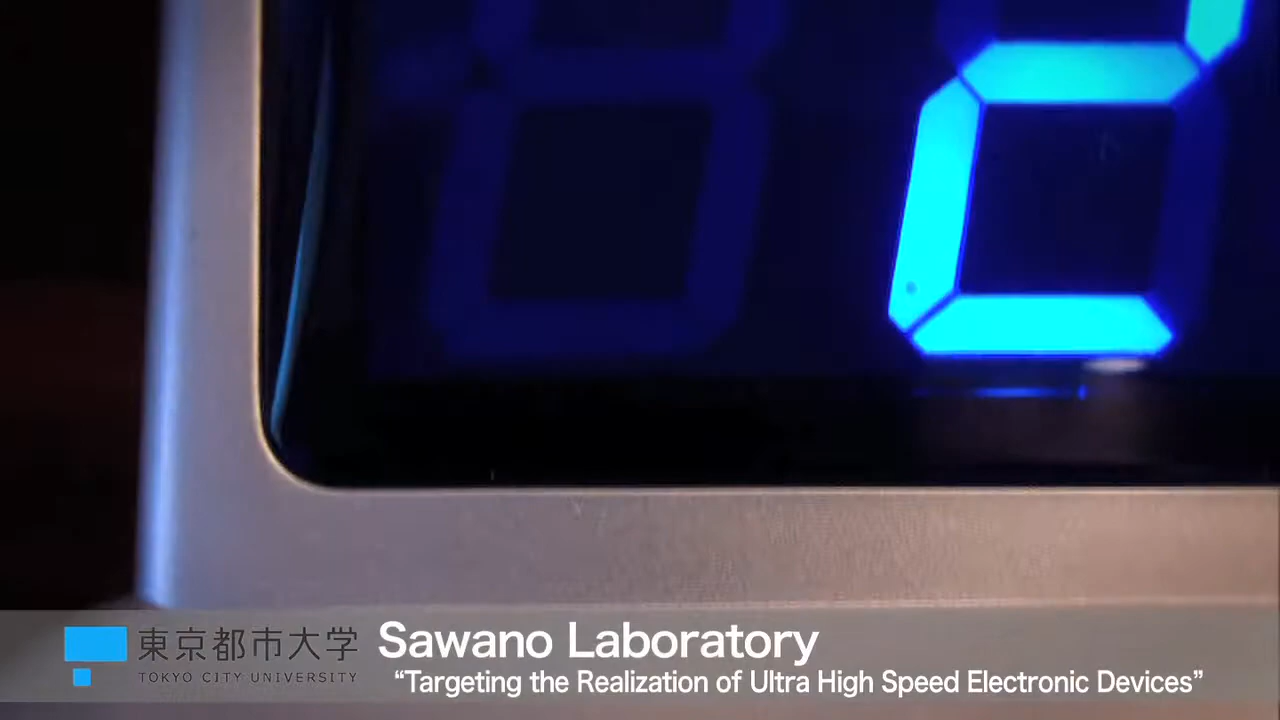 東京都市大学
TOKYO CITY UNIVERSITY
Sawano Laboratory
“Targeting the Realization of Ultra High Speed Electronic Devices”